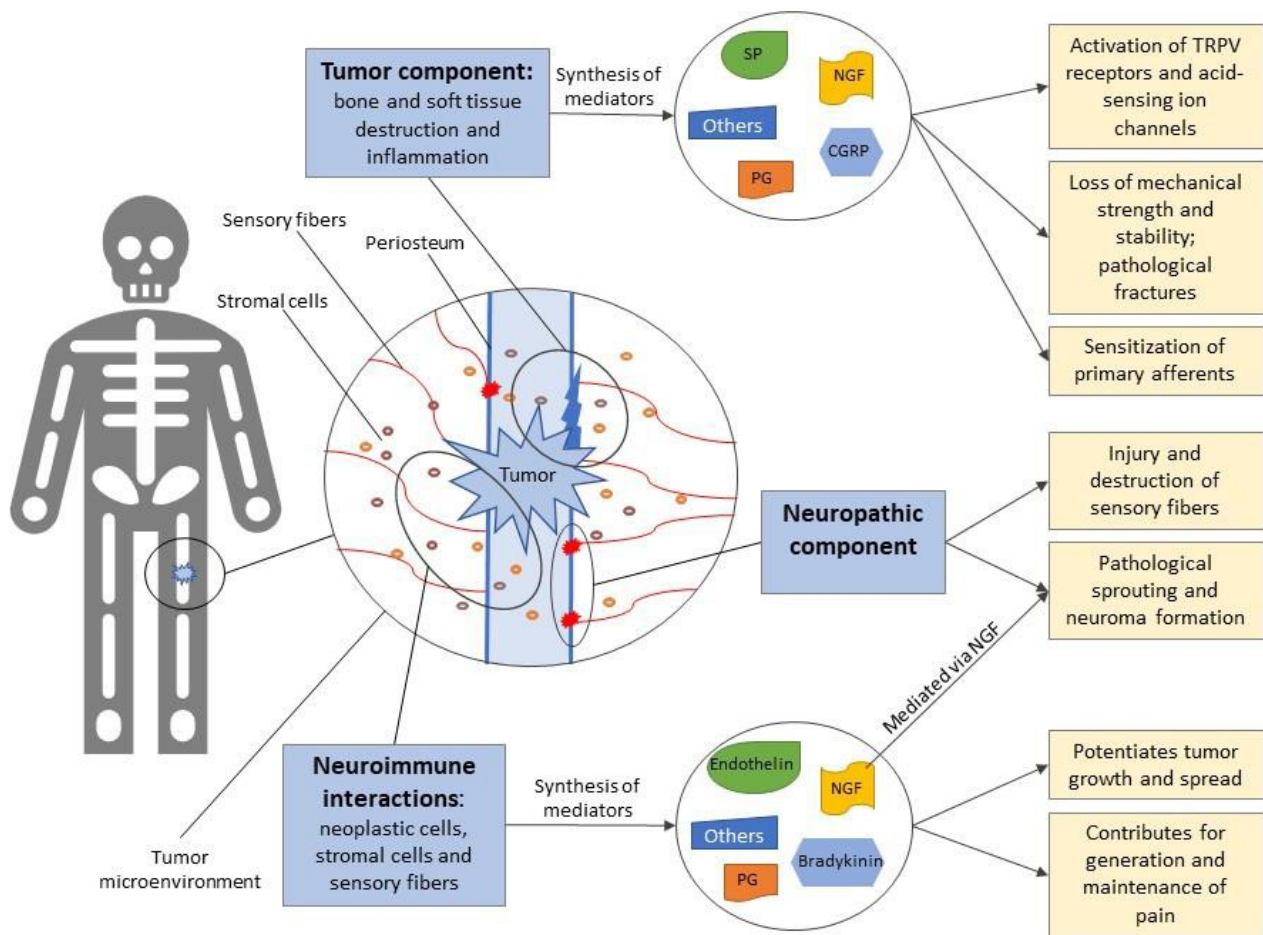 Tumor component:
bone and soft tissue
destruction and
inflammation
Synthesis of
mediators
SP
NGF
Others
CGRP
PG
Activation of TRPV
receptors and acid-
sensing ion
channels
Loss of mechanical
strength and
stability;
pathological
fractures
Sensitization of
primary afferents
Sensory fibers
Periosteum
Stromal cells
Tumor
Neuropathic
component
Injury and
destruction of
sensory fibers
Pathological
sprouting and
neuroma formation
Mediated via NGF
Neuroimmune
interactions:
neoplastic cells,
stromal cells and
sensory fibers
Synthesis of
mediators
Endothelin
NGF
Others
Bradykinin
PG
Potentiates tumor
growth and spread
Contributes for
generation and
maintenance of
pain
Tumor
microenvironment